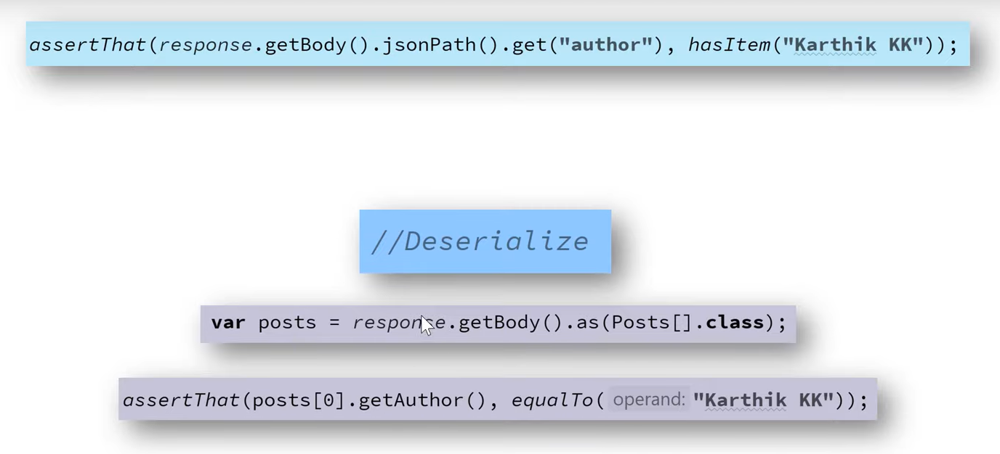 assertThat(response.getBody().jsonPath().get("author"), hasItem("Karthik KK"));
//Deserialize
var posts = response.getBody().as(Posts[].class);
assertThat(posts[0].getAuthor(), equalTo( operand: "Karthik KK"));